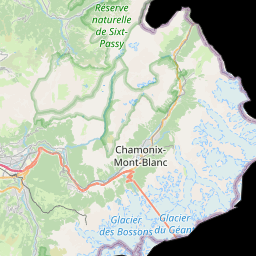 Réserve
naturelle
de Sixt-
Passy
Chamonix-
Mont-Blanc
Glacier
des Bossons
Glacier
du Géant